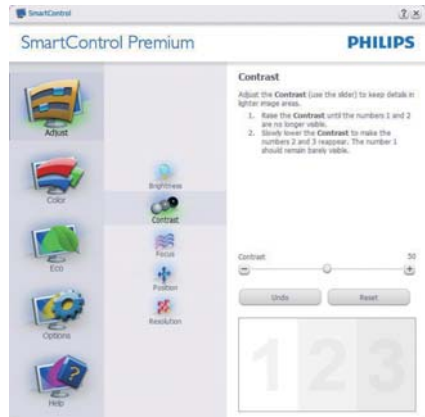 SmartControl
SmartControl Premium
PHILIPS
Adjust
Color
Eco
Options
Help
Brightness
Contrast
Focus
Position
Resolution
Contrast
Adjust the Contrast (use the slider) to keep details in
lighter image areas.
1. Raise the Contrast until the numbers 1 and 2
are no longer visible.
2. Slowly lower the Contrast to make the
numbers 2 and 3 reappear. The number 1
should remain barely visible.
Contrast 50
Undo Reset
1 2 3